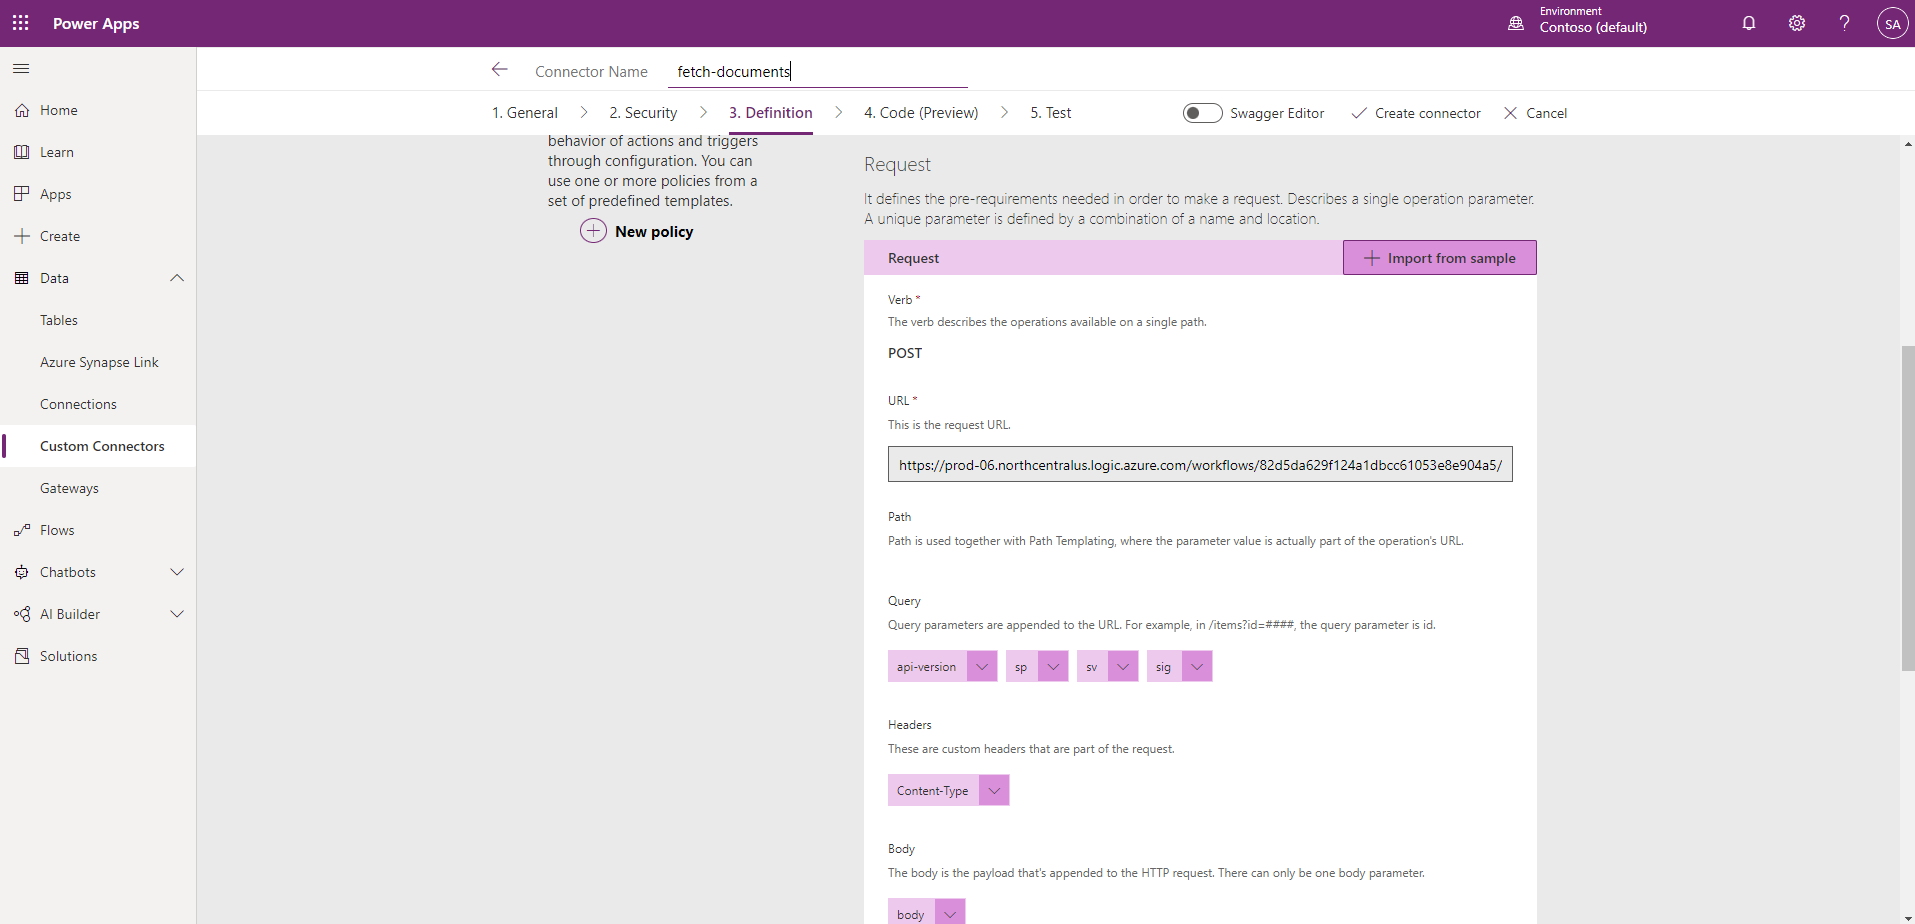 Power Apps
Environment
Contoso (default)
SA
Connector Name
fetch-documents
1. General
2. Security
3. Definition
4. Code (Preview)
5. Test
Swagger Editor
Create connector
Cancel
Home
Learn
Apps
Create
Data
Tables
Azure Synapse Link
Connections
Custom Connectors
Gateways
Flows
Chatbots
AI Builder
Solutions
behavior of actions and triggers
through configuration. You can
use one or more policies from a
set of predefined templates.
New policy
Request
It defines the pre-requirements needed in order to make a request. Describes a single operation parameter.
A unique parameter is defined by a combination of a name and location.
Request
Import from sample
Verb *
The verb describes the operations available on a single path.
POST
URL *
This is the request URL.
https://prod-06.northcentralus.logic.azure.com/workflows/82d5da629f124a1dbcc61053e8e904a5/
Path
Path is used together with Path Templating, where the parameter value is actually part of the operation's URL.
Query
Query parameters are appended to the URL. For example, in /items?id=####, the query parameter is id.
api-version
sp
sv
sig
Headers
These are custom headers that are part of the request.
Content-Type
Body
The body is the payload that's appended to the HTTP request. There can only be one body parameter.
body